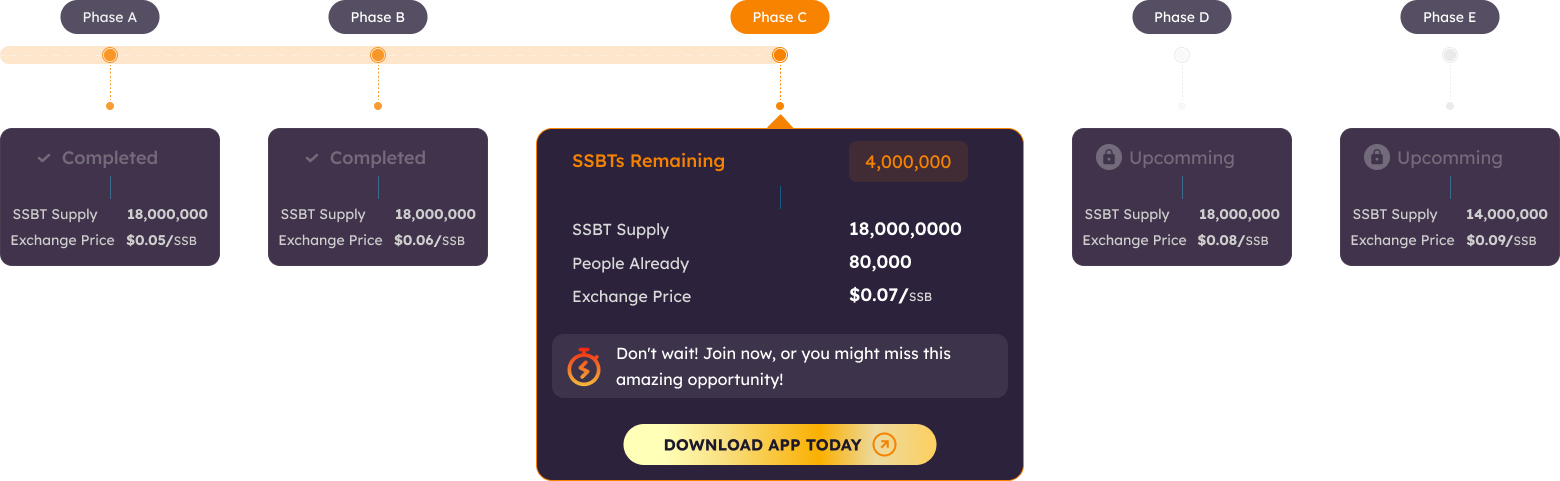 Phase A
Phase B
Phase C
Phase D
Phase E
Completed
SSBT Supply 18,000,000
Exchange Price $0.05/SSB
Completed
SSBT Supply 18,000,000
Exchange Price $0.06/SSB
SSBTs Remaining 4,000,000
SSBT Supply 18,000,0000
People Already 80,000
Exchange Price $0.07/SSB
Don't wait! Join now, or you might miss this
amazing opportunity!
DOWNLOAD APP TODAY
Upcomming
SSBT Supply 18,000,000
Exchange Price $0.08/SSB
Upcomming
SSBT Supply 14,000,000
Exchange Price $0.09/SSB